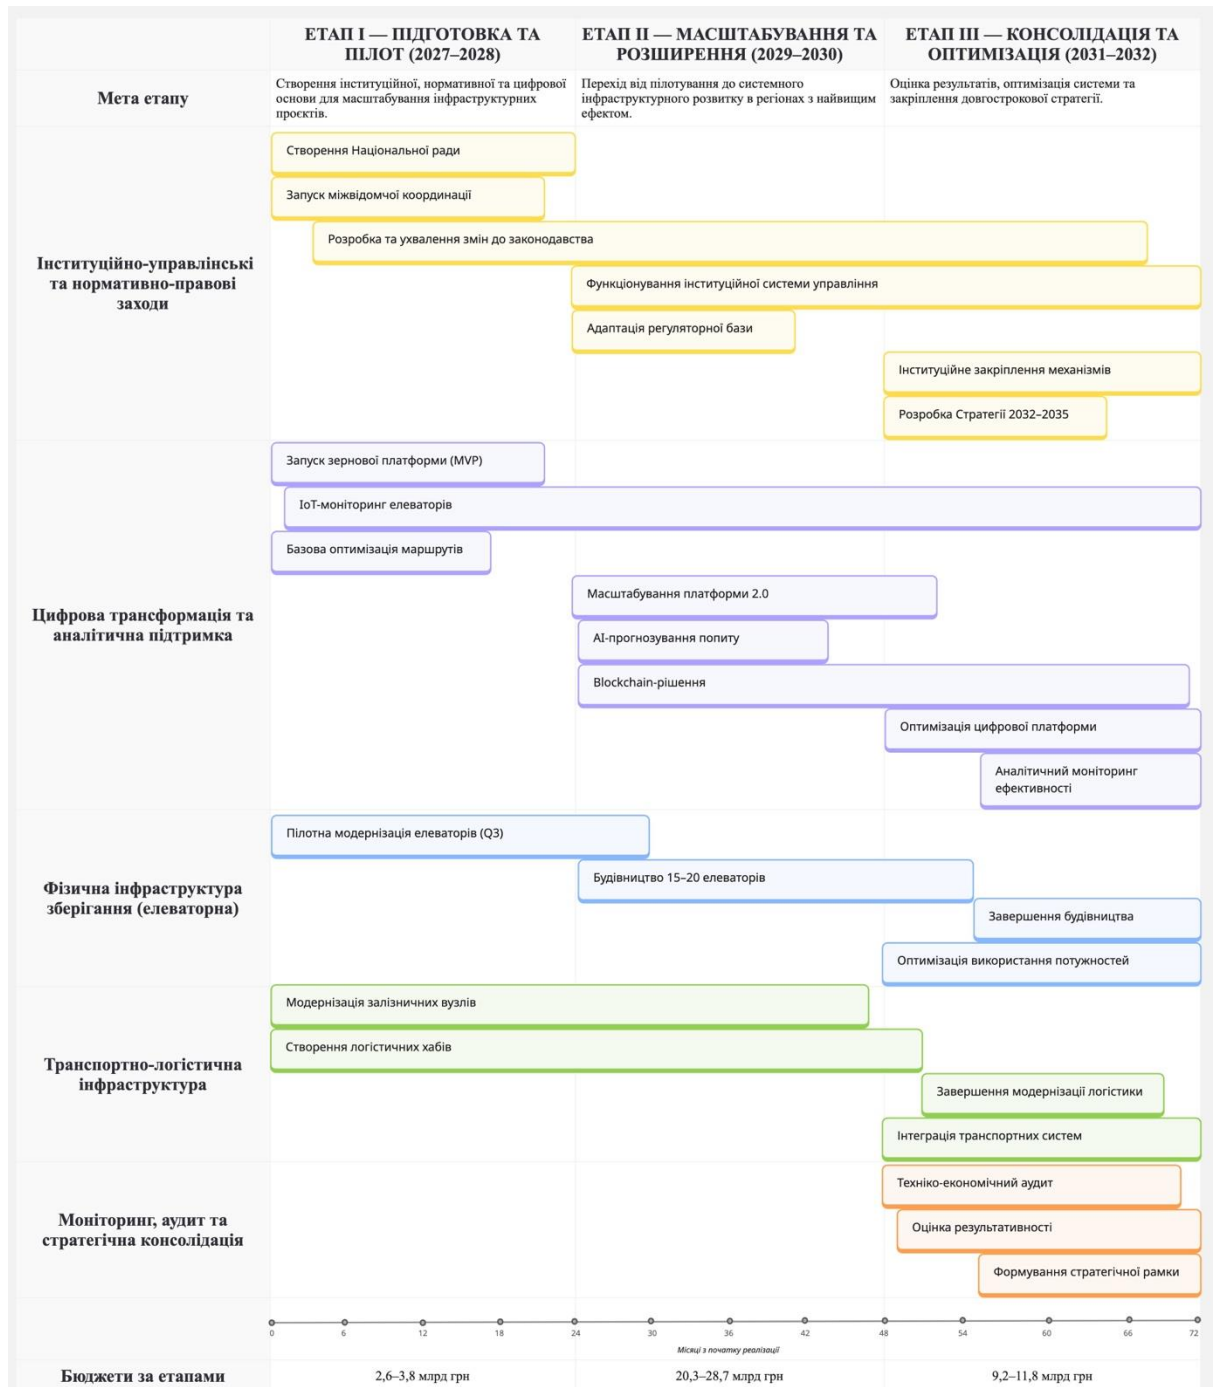 ЕТАП І — ПІДГОТОВКА ТА
ПІЛОТ (2027–2028)
ЕТАП ІІ — МАСШТАБУВАННЯ ТА
РОЗШИРЕННЯ (2029–2030)
ЕТАП ІІІ — КОНСОЛІДАЦІЯ ТА
ОПТИМІЗАЦІЯ (2031–2032)
Мета етапу
Створення інституційної, нормативної та цифрової
основи для масштабування інфраструктурних
проєктів.
Перехід від пілотування до системного
інфраструктурного розвитку в регіонах з найвищим
ефектом.
Оцінка результатів, оптимізація системи та
закріплення довгострокової стратегії.
Інституційно-управлінські
та нормативно-правові
заходи
Створення Національної ради
Запуск міжвідомчої координації
Розробка та ухвалення змін до законодавства
Функціонування інституційної системи управління
Адаптація регуляторної бази
Інституційне закріплення механізмів
Розробка Стратегії 2032–2035
Цифрова трансформація та
аналітична підтримка
Запуск зернової платформи (MVP)
IoT-моніторинг елеваторів
Базова оптимізація маршрутів
Масштабування платформи 2.0
AI-прогнозування попиту
Blockchain-рішення
Оптимізація цифрової платформи
Аналітичний моніторинг
ефективності
Фізична інфраструктура
зберігання (елеваторна)
Пілотна модернізація елеваторів (Q3)
Будівництво 15–20 елеваторів
Завершення будівництва
Оптимізація використання потужностей
Транспортно-логістична
інфраструктура
Модернізація залізничних вузлів
Створення логістичних хабів
Завершення модернізації логістики
Інтеграція транспортних систем
Моніторинг, аудит та
стратегічна консолідація
Техніко-економічний аудит
Оцінка результативності
Формування стратегічної рамки
0 6 12 18 24 30 36 42 48 54 60 66 72
Місяці з початку реалізації
Бюджети за етапами
2,6–3,8 млрд грн
20,3–28,7 млрд грн
9,2–11,8 млрд грн